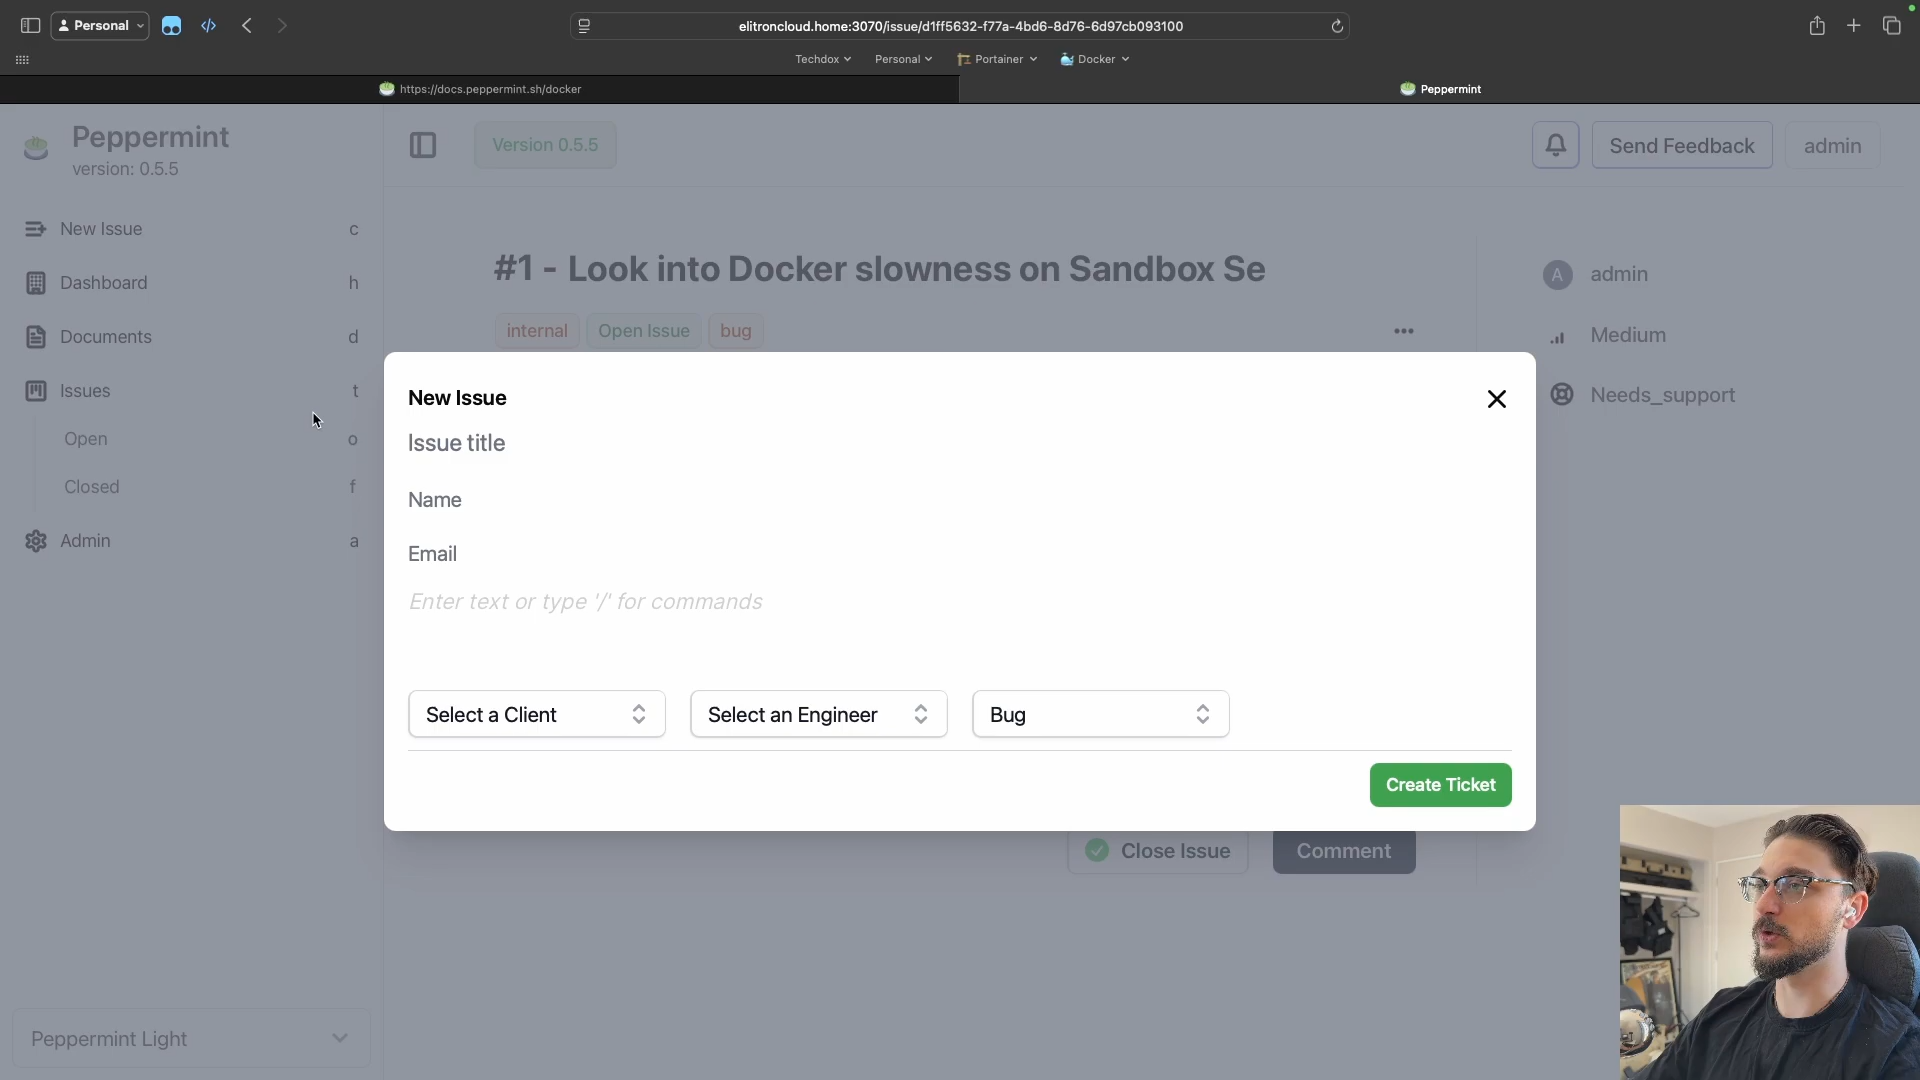 Personal
elitroncloud.home:3070/issue/d1ff5632-f77a-4bd6-8d76-6d97cb093100
Techdox
Personal
Portainer
Docker
https://docs.peppermint.sh/docker
Peppermint
Peppermint
version: 0.5.5
Version 0.5.5
Send Feedback
admin
New Issue c
Dashboard h
Documents d
Issues t
Open o
Closed f
Admin a
#1 - Look into Docker slowness on Sandbox Se
internal
Open Issue
bug
A admin
Medium
Needs_support
New Issue
Issue title
Name
Email
Enter text or type '/' for commands
Select a Client
Select an Engineer
Bug
Create Ticket
Close Issue
Comment
Peppermint Light